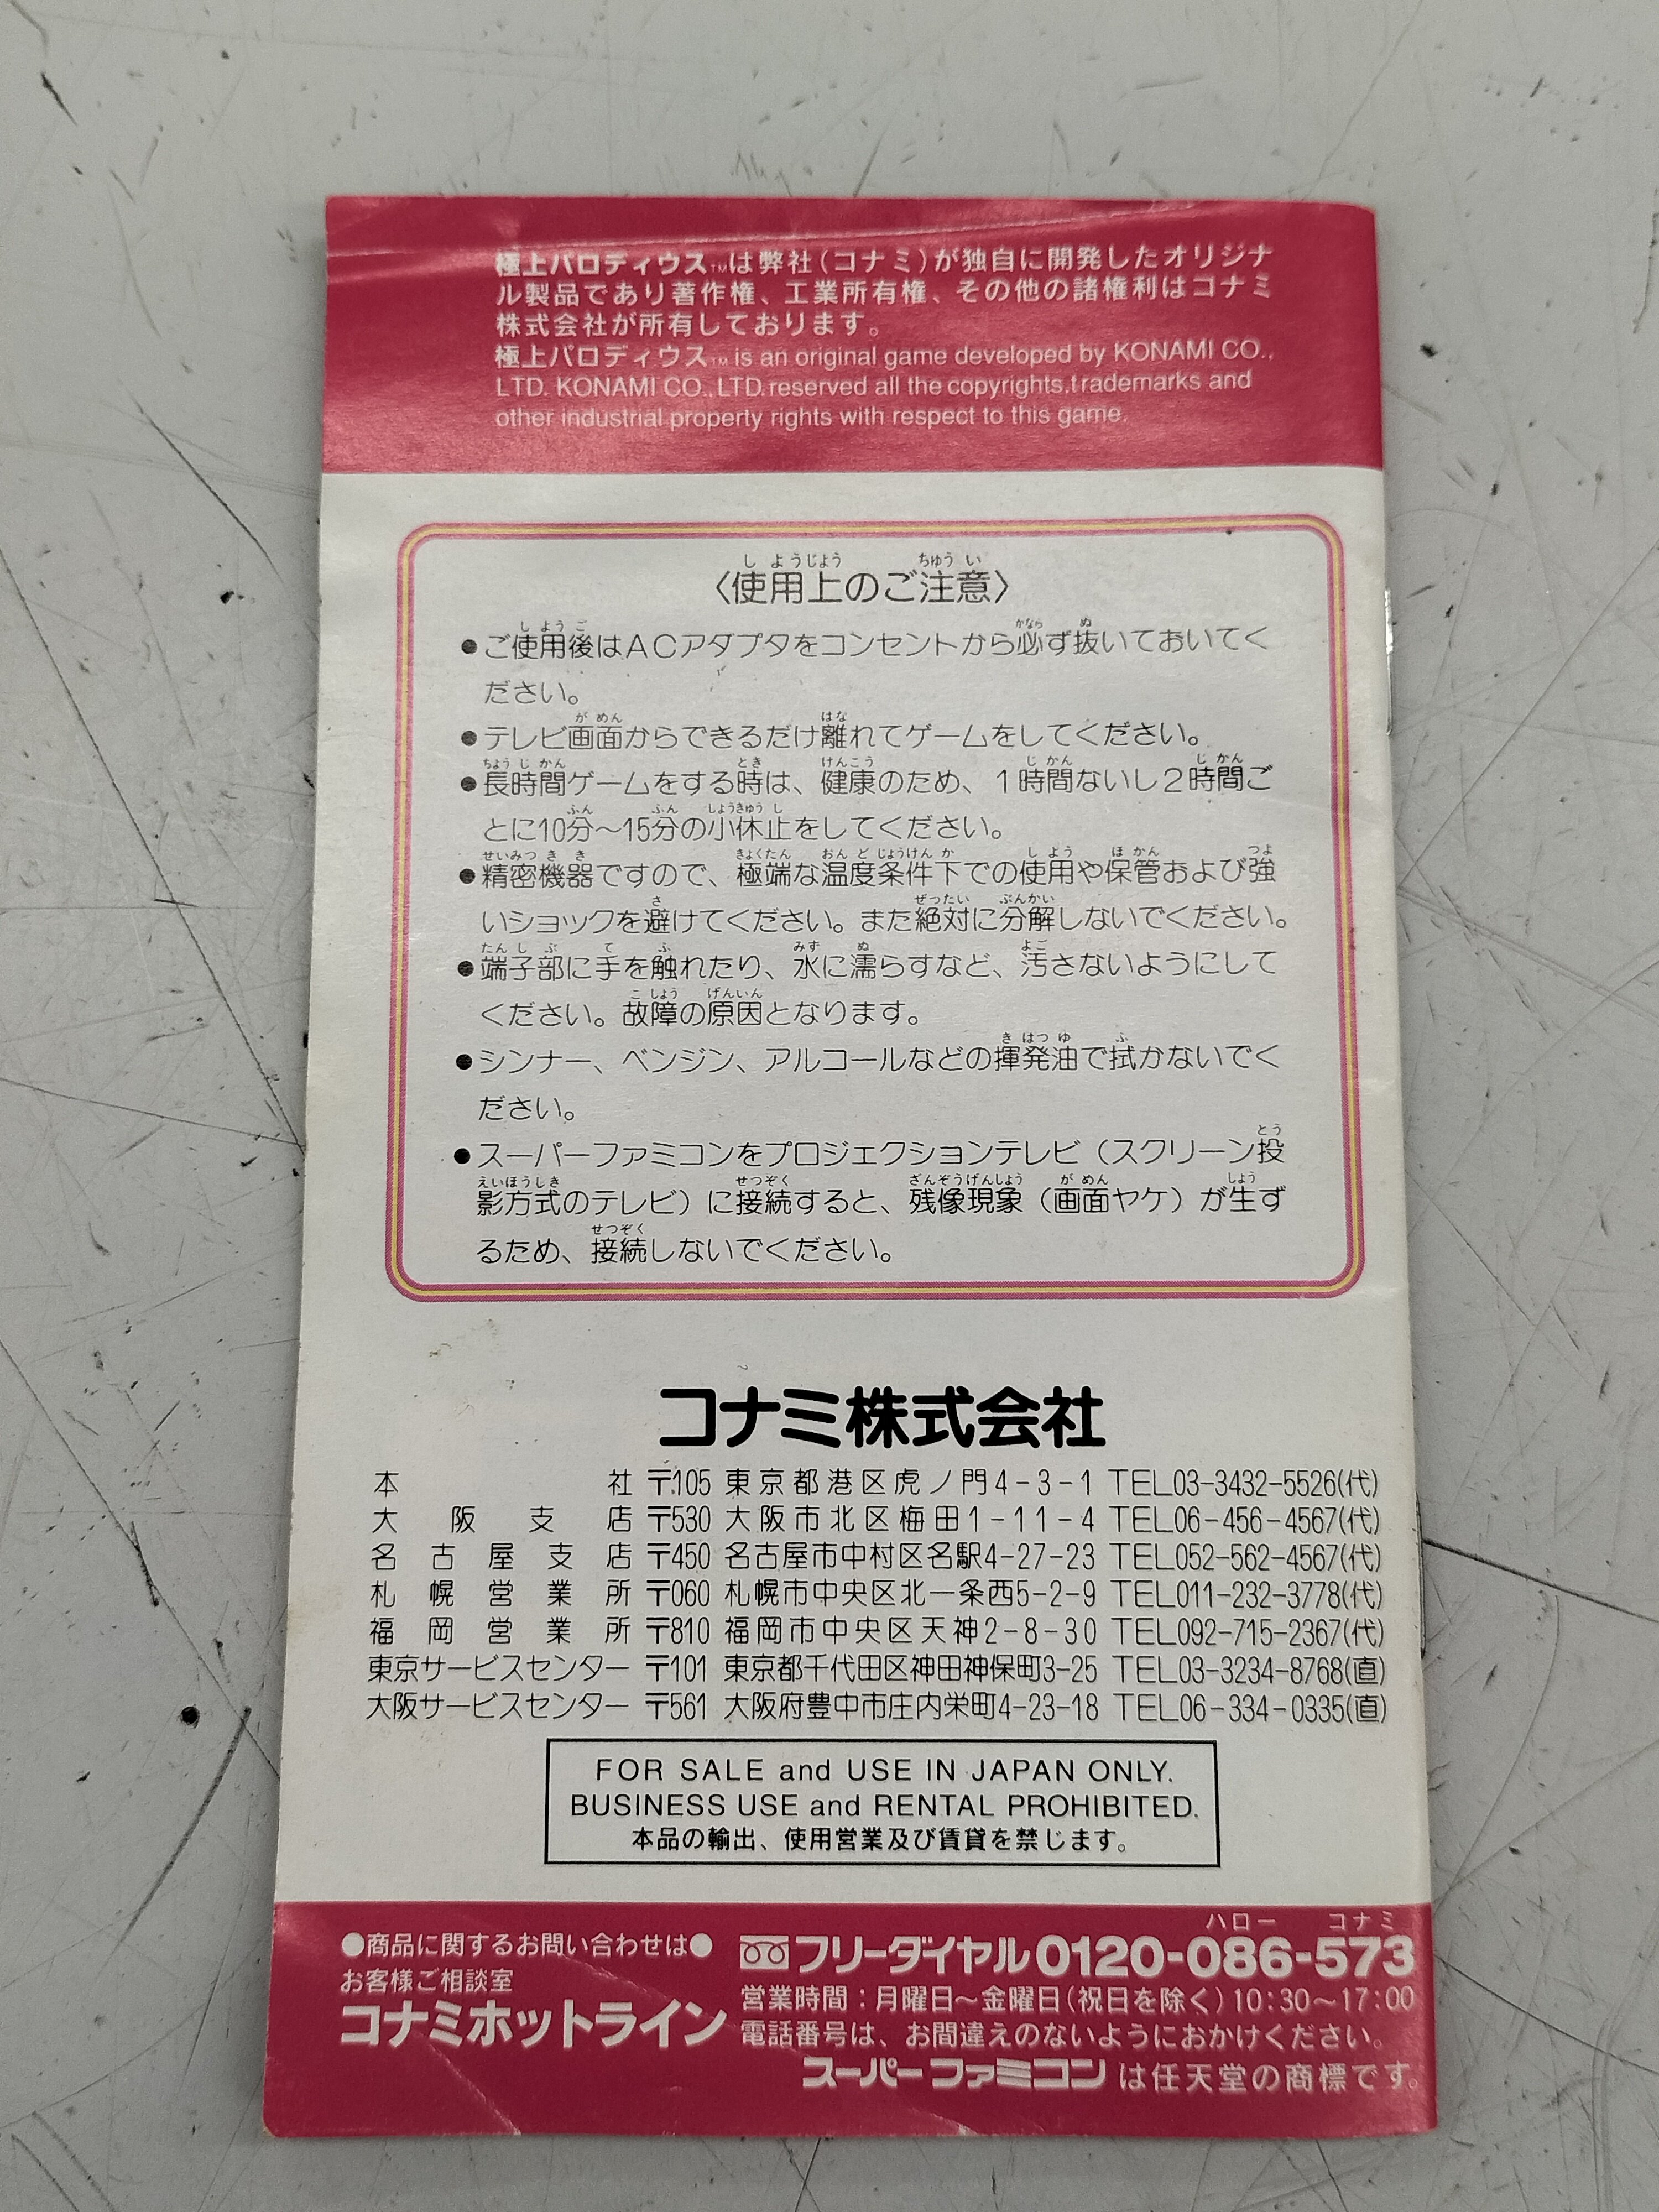 極上パロディウス™は弊社(コナミ)が独自に開発したオリジナ
ル製品であり著作権、工業所有権、その他の諸権利はコナミ
株式会社が所有しております。
極上パロディウス™ is an original game developed by KONAMI CO.,
LTD. KONAMI CO., LTD. reserved all the copyrights, trademarks and
other industrial property rights with respect to this game.
〈使用上のご注意〉
●ご使用後はACアダプタをコンセントから必ず抜いておいてく
ださい。
●テレビ画面からできるだけ離れてゲームをしてください。
●長時間ゲームをする時は、健康のため、1時間ないし2時間ご
とに10分～15分の小休止をしてください。
●精密機器ですので、極端な温度条件下での使用や保管および強
いショックを避けてください。また絶対に分解しないでください。
●端子部に手を触れたり、水に濡らすなど、汚さないようにして
ください。故障の原因となります。
●シンナー、ベンジン、アルコールなどの揮発油で拭かないでく
ださい。
●スーパーファミコンをプロジェクションテレビ(スクリーン投
影方式のテレビ)に接続すると、残像現象(画面ヤケ)が生ず
るため、接続しないでください。
コナミ株式会社
本社 〒105 東京都港区虎ノ門4-3-1 TEL03-3432-5526(代)
大阪支店 〒530 大阪市北区梅田1-11-4 TEL06-456-4567(代)
名古屋支店 〒450 名古屋市中村区名駅4-27-23 TEL052-562-4567(代)
札幌営業所 〒060 札幌市中央区北一条西5-2-9 TEL011-232-3778(代)
福岡営業所 〒810 福岡市中央区天神2-8-30 TEL092-715-2367(代)
東京サービスセンター 〒101 東京都千代田区神田神保町3-25 TEL03-3234-8768(直)
大阪サービスセンター 〒561 大阪府豊中市庄内栄町4-23-18 TEL06-334-0335(直)
FOR SALE and USE IN JAPAN ONLY.
BUSINESS USE and RENTAL PROHIBITED.
本品の輸出、使用営業及び賃貸を禁じます。
●商品に関するお問い合わせは●
お客様ご相談室
コナミホットライン
ハロー コナミ
フリーダイヤル0120-086-573
営業時間：月曜日～金曜日(祝日を除く)10:30～17:00
電話番号は、お間違えのないようにおかけください。
スーパーファミコンは任天堂の商標です。